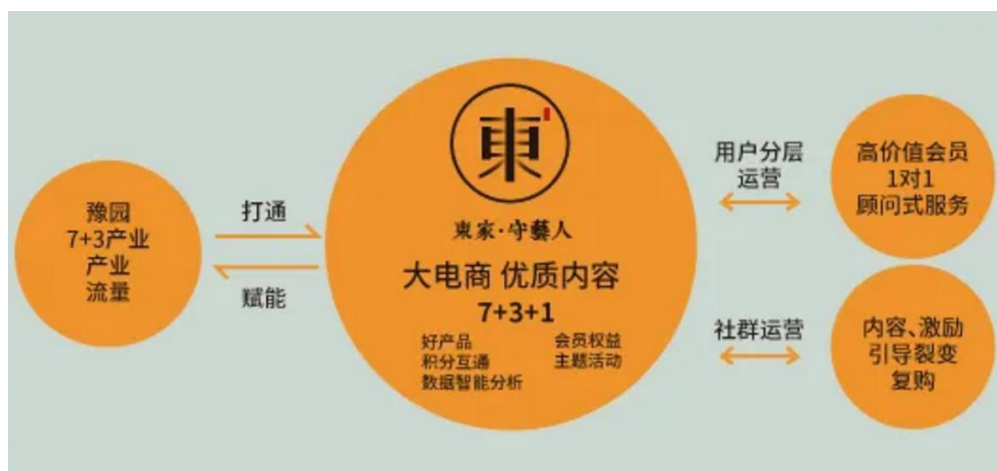 豫园
7+3产业
产业
流量
打通
赋能
東
東家·守藝人
大电商 优质内容
7+3+1
好产品 会员权益
积分互通 主题活动
数据智能分析
用户分层
运营
高价值会员
1对1
顾问式服务
社群运营
内容、激励
引导裂变
复购